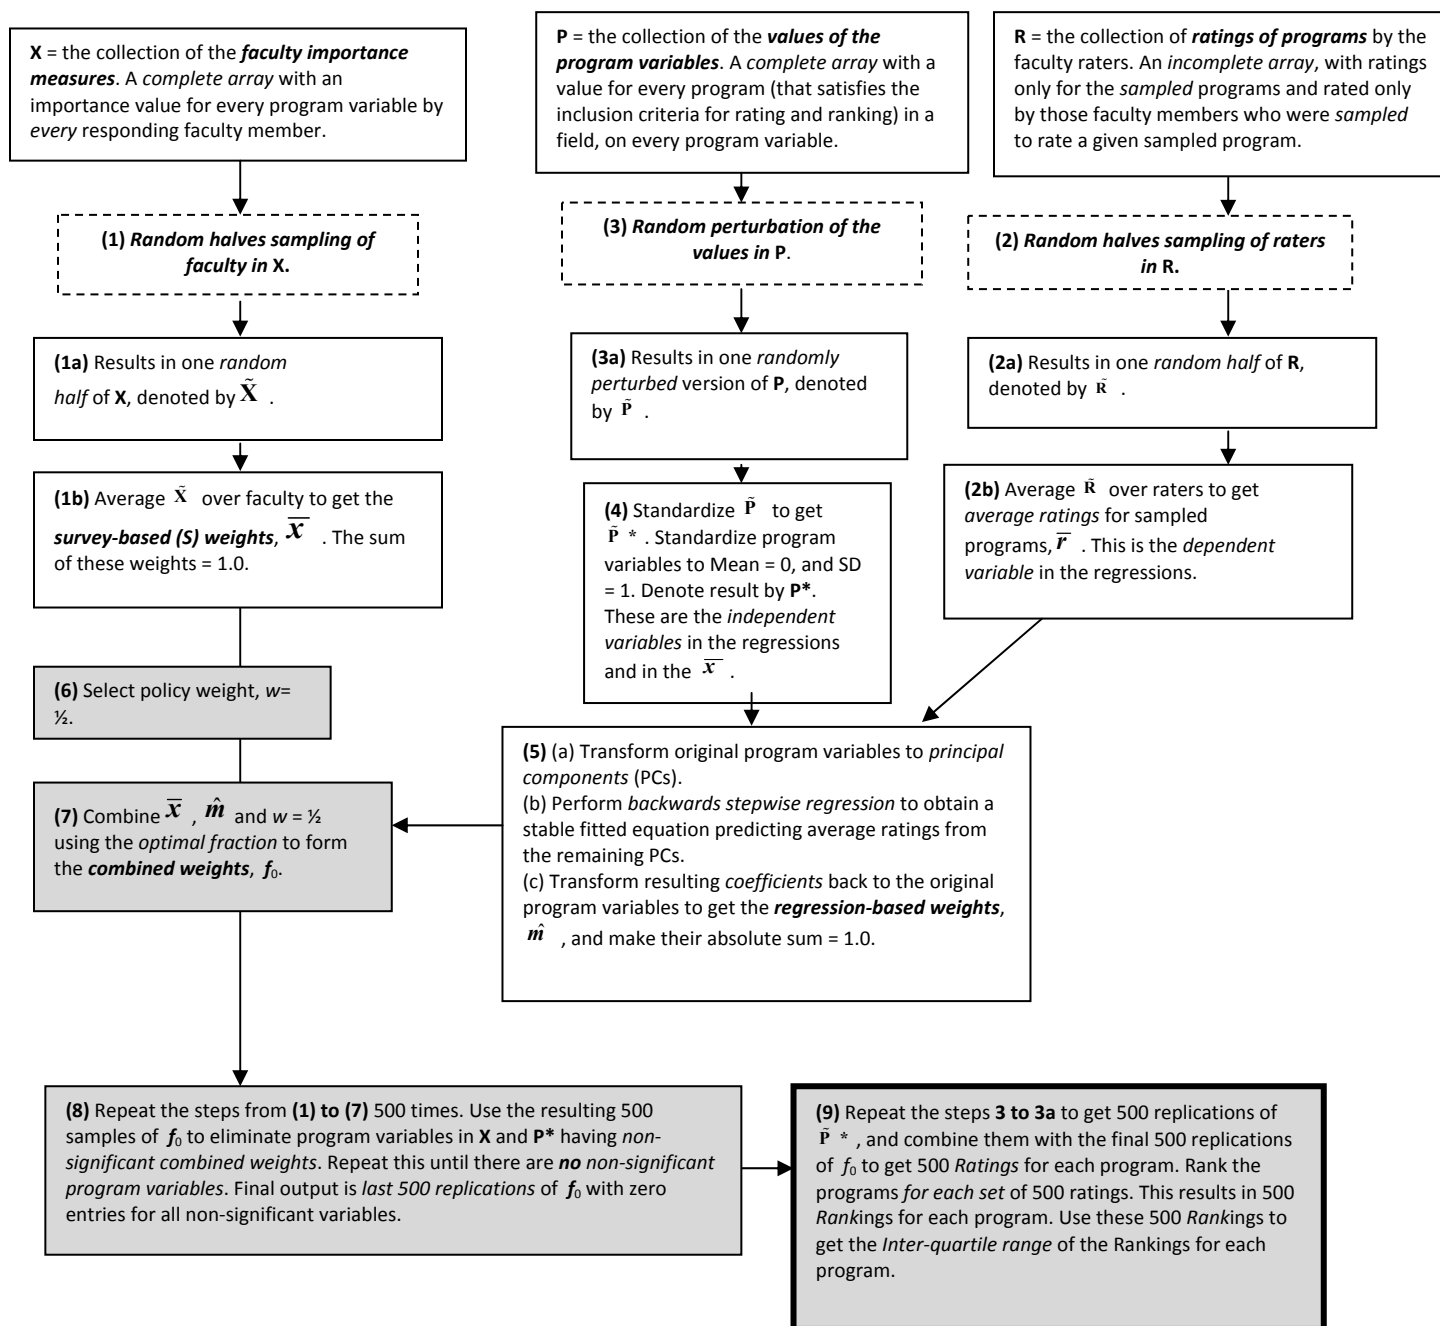 X = the collection of the faculty importance
measures. A complete array with an
importance value for every program variable by
every responding faculty member.
P = the collection of the values of the
program variables. A complete array with a
value for every program (that satisfies the
inclusion criteria for rating and ranking) in a
field, on every program variable.
R = the collection of ratings of programs by the
faculty raters. An incomplete array, with ratings
only for the sampled programs and rated only
by those faculty members who were sampled
to rate a given sampled program.
(1) Random halves sampling of
faculty in X.
(3) Random perturbation of the
values in P.
(2) Random halves sampling of raters
in R.
(1a) Results in one random
half of X, denoted by X̃ .
(3a) Results in one randomly
perturbed version of P, denoted
by P̃ .
(2a) Results in one random half of R,
denoted by R̃ .
(1b) Average X̃ over faculty to get the
survey-based (S) weights, x̅ . The sum
of these weights = 1.0.
(4) Standardize P̃ to get
P̃ * . Standardize program
variables to Mean = 0, and SD
= 1. Denote result by P*.
These are the independent
variables in the regressions
and in the x̅ .
(2b) Average R̃ over raters to get
average ratings for sampled
programs, r̅ . This is the dependent
variable in the regressions.
(6) Select policy weight, w=
½.
(5) (a) Transform original program variables to principal
components (PCs).
(b) Perform backwards stepwise regression to obtain a
stable fitted equation predicting average ratings from
the remaining PCs.
(c) Transform resulting coefficients back to the original
program variables to get the regression-based weights,
m̂ , and make their absolute sum = 1.0.
(7) Combine x̅ , m̂ and w = ½
using the optimal fraction to form
the combined weights, f₀.
(8) Repeat the steps from (1) to (7) 500 times. Use the resulting 500
samples of f₀ to eliminate program variables in X and P* having non-
significant combined weights. Repeat this until there are no non-significant
program variables. Final output is last 500 replications of f₀ with zero
entries for all non-significant variables.
(9) Repeat the steps 3 to 3a to get 500 replications of
P̃ * , and combine them with the final 500 replications
of f₀ to get 500 Ratings for each program. Rank the
programs for each set of 500 ratings. This results in 500
Rankings for each program. Use these 500 Rankings to
get the Inter-quartile range of the Rankings for each
program.